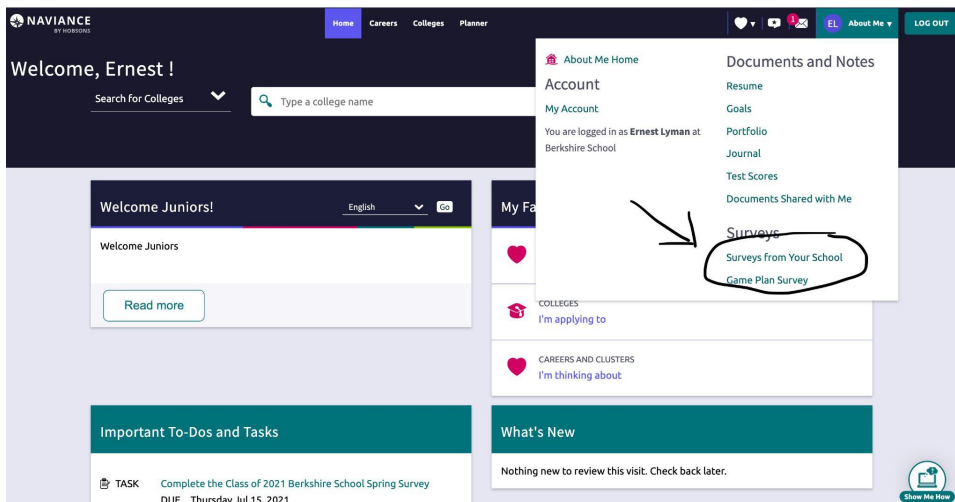 NAVIANCE
BY HOBSONS
Home Careers Colleges Planner
1
EL About Me
LOG OUT
Welcome, Ernest !
Search for Colleges
Type a college name
About Me Home
Account
My Account
You are logged in as Ernest Lyman at
Berkshire School
Documents and Notes
Resume
Goals
Portfolio
Journal
Test Scores
Documents Shared with Me
Surveys
Surveys from Your School
Game Plan Survey
Welcome Juniors!
English
Go
Welcome Juniors
Read more
My Fa
COLLEGES
I'm applying to
CAREERS AND CLUSTERS
I'm thinking about
Important To-Dos and Tasks
TASK Complete the Class of 2021 Berkshire School Spring Survey
DUE Thursday, Jul 15, 2021
What's New
Nothing new to review this visit. Check back later.
Show Me How